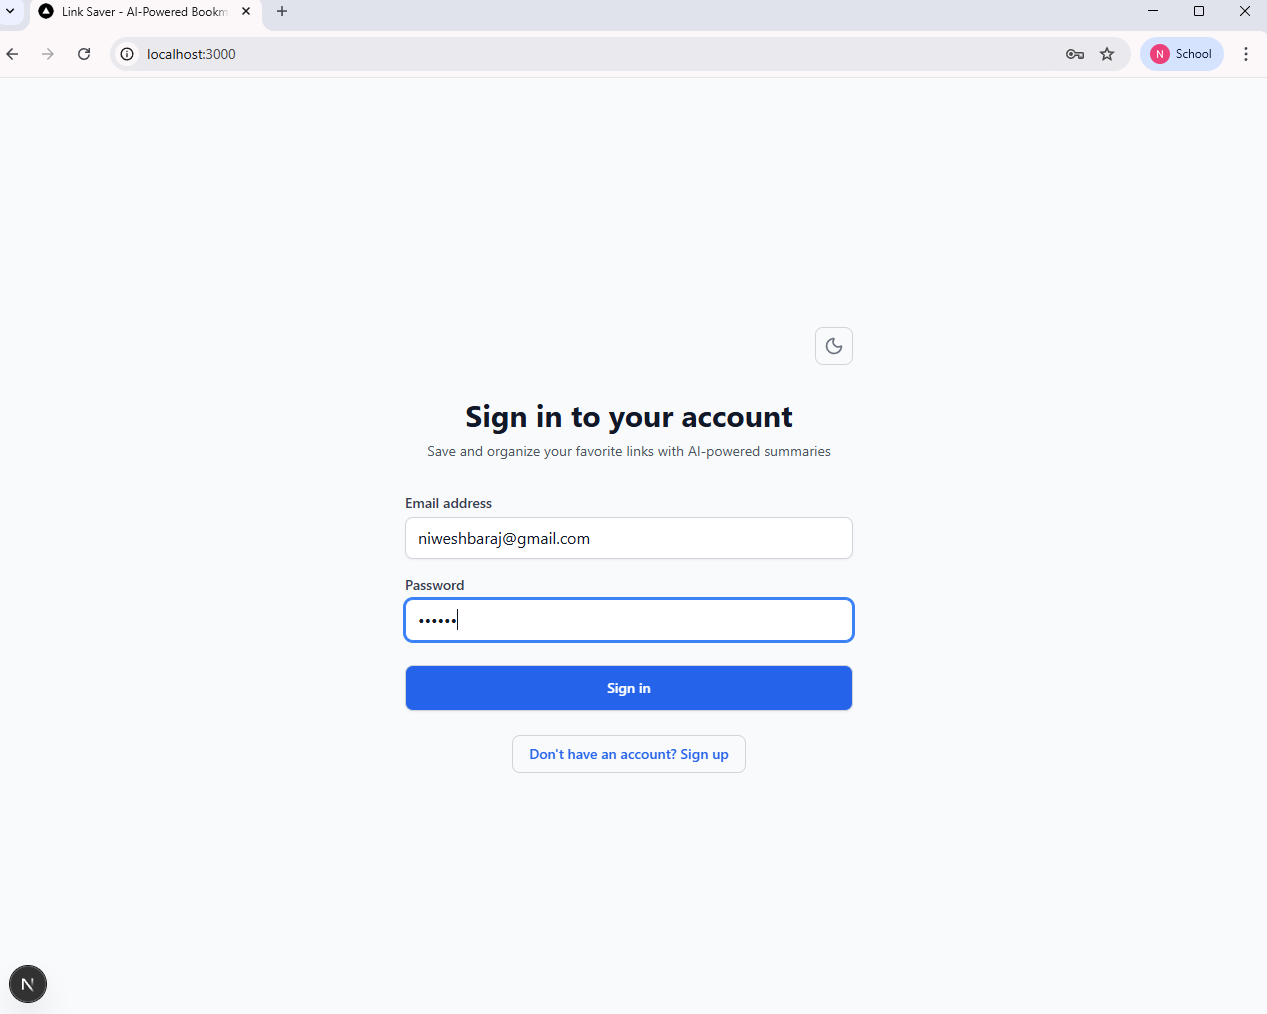 Link Saver - AI-Powered Bookm
localhost:3000
N School
Sign in to your account
Save and organize your favorite links with AI-powered summaries
Email address
niweshbaraj@gmail.com
Password
••••••
Sign in
Don't have an account? Sign up
N